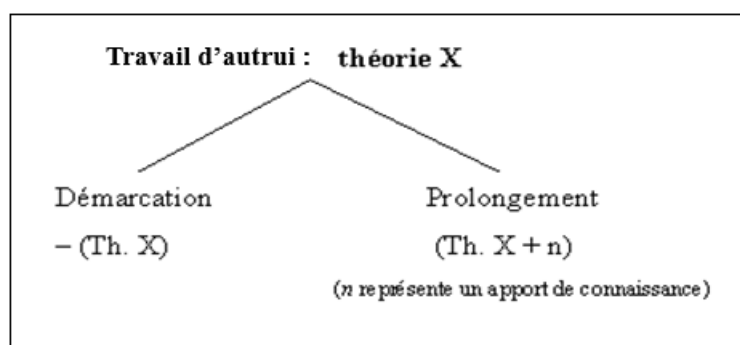 Travail d’autrui : théorie X
Démarcation Prolongement
– (Th. X) (Th. X + n)
(n représente un apport de connaissance)